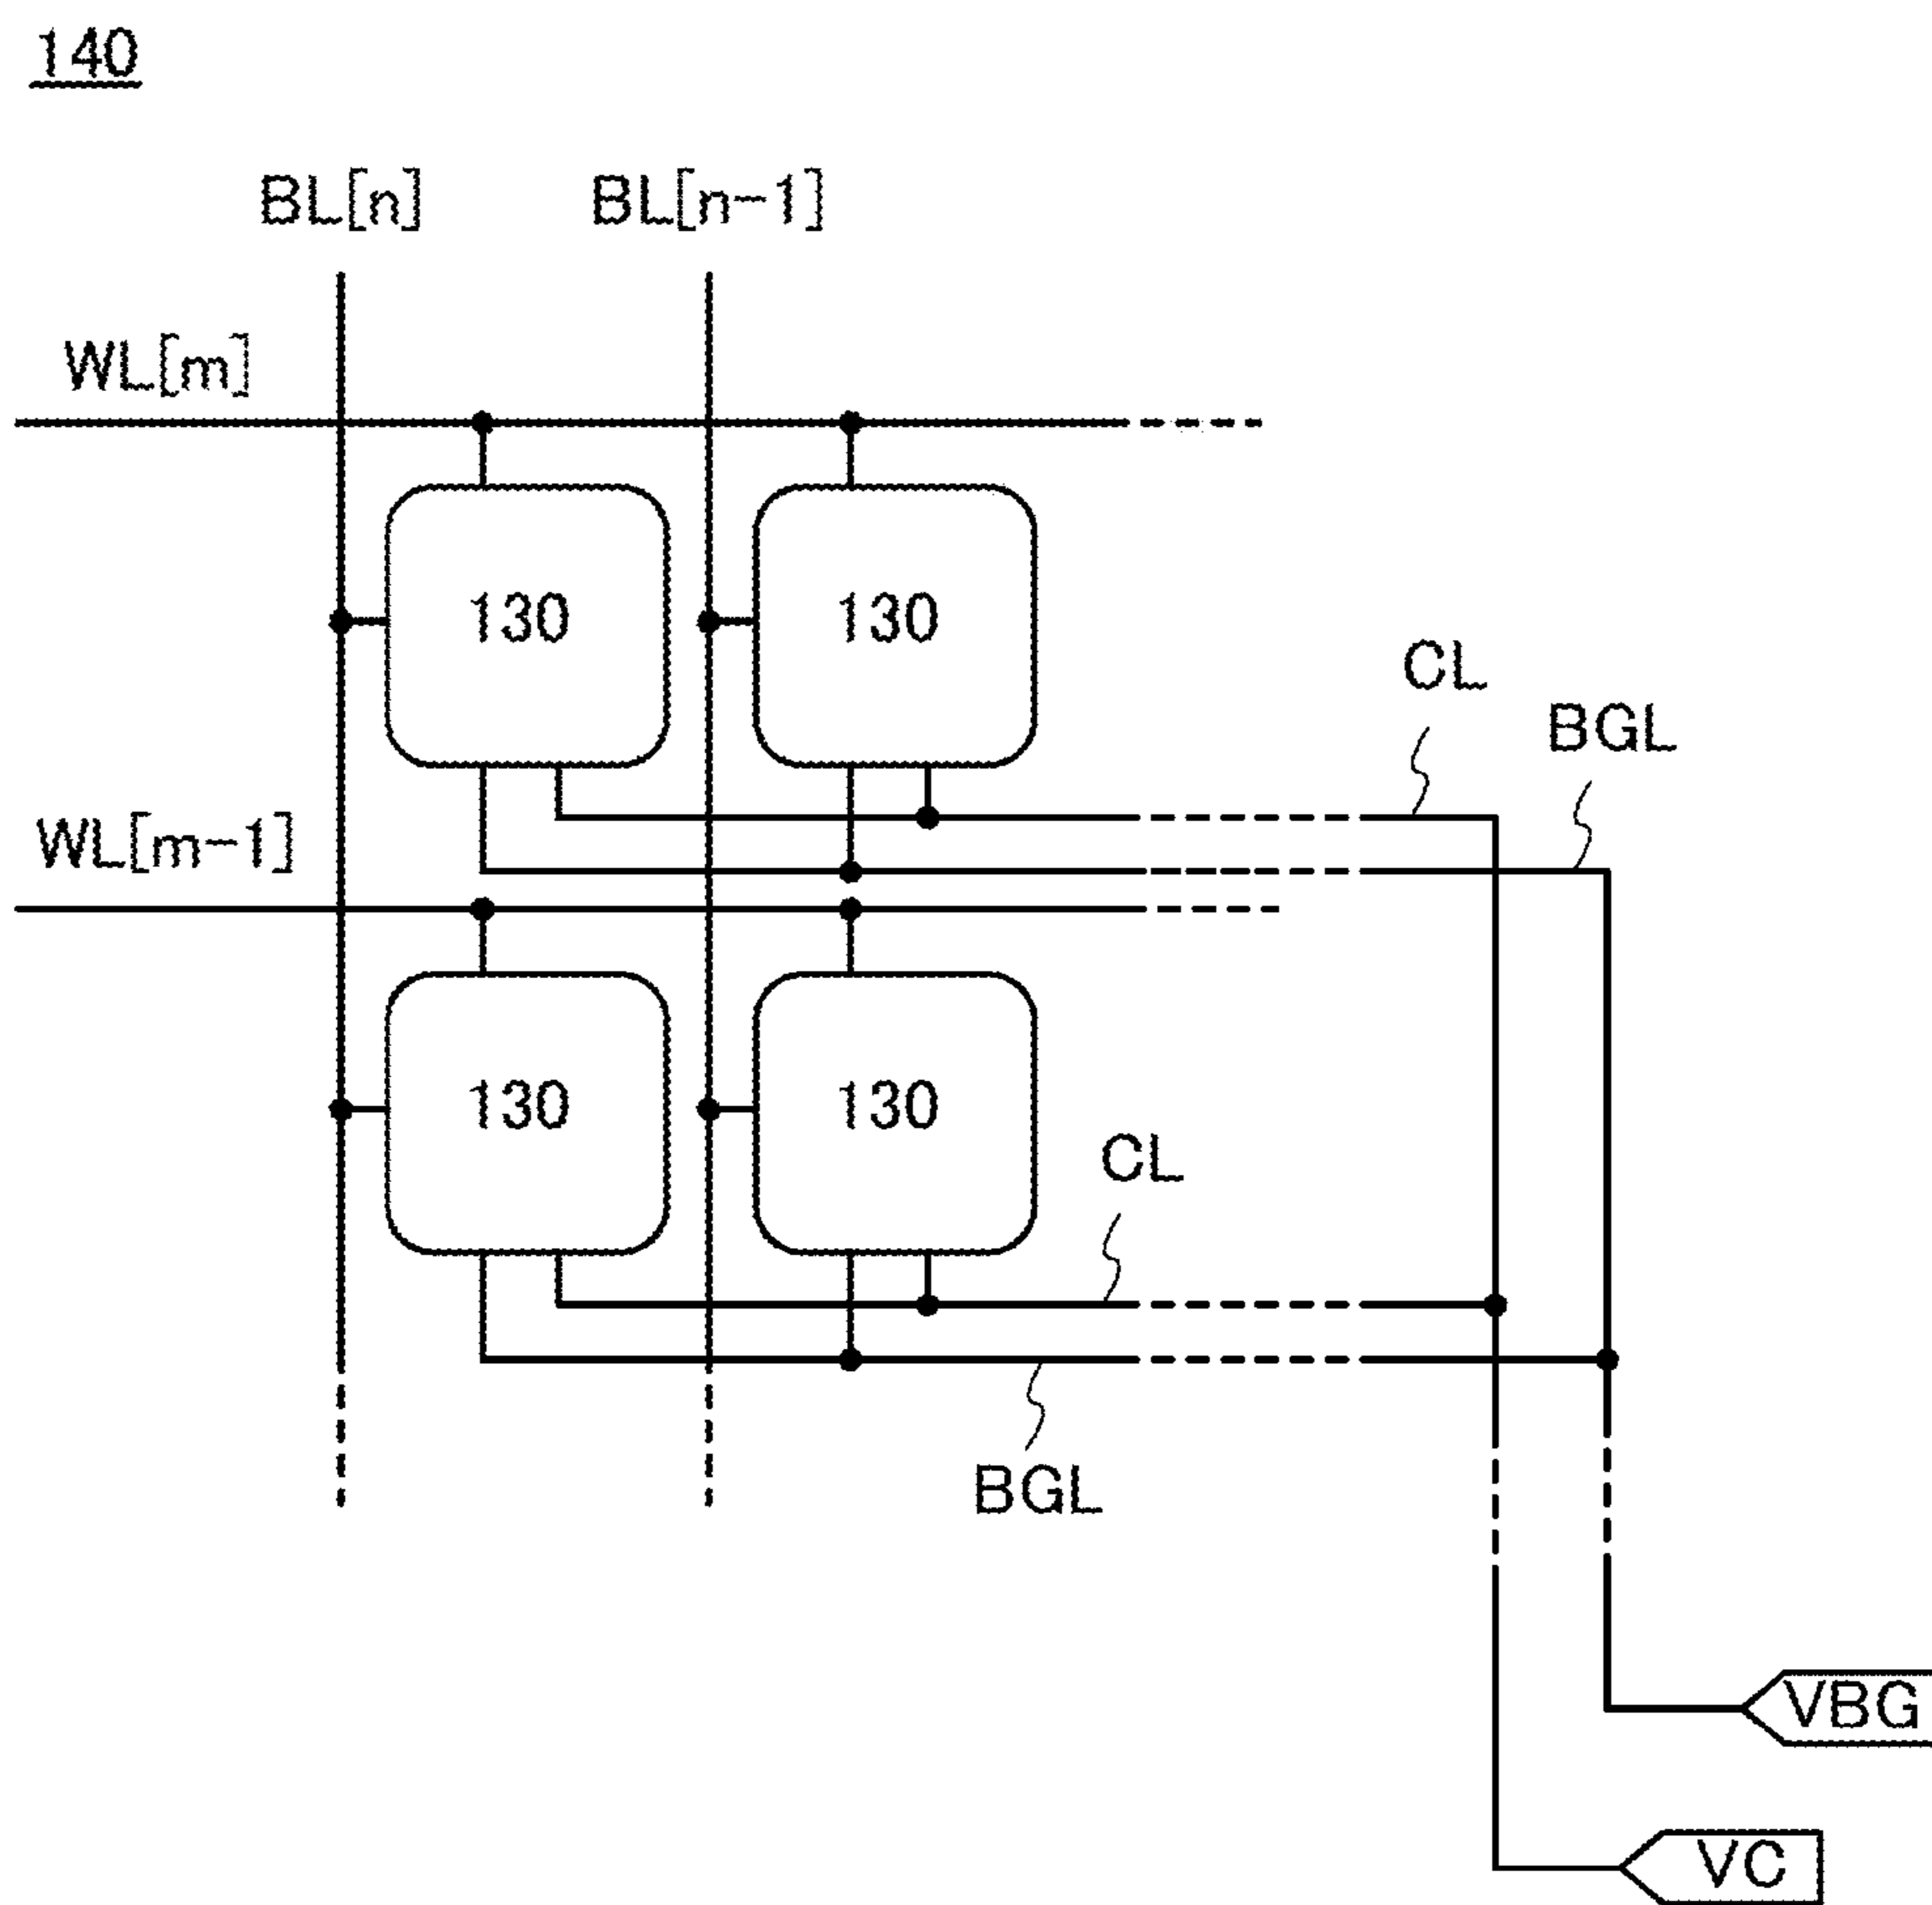 140
BL[n] BL[n-1]
WL[m]
130 130
CL
BGL
WL[m-1]
130 130
CL
BGL
VBG
VC